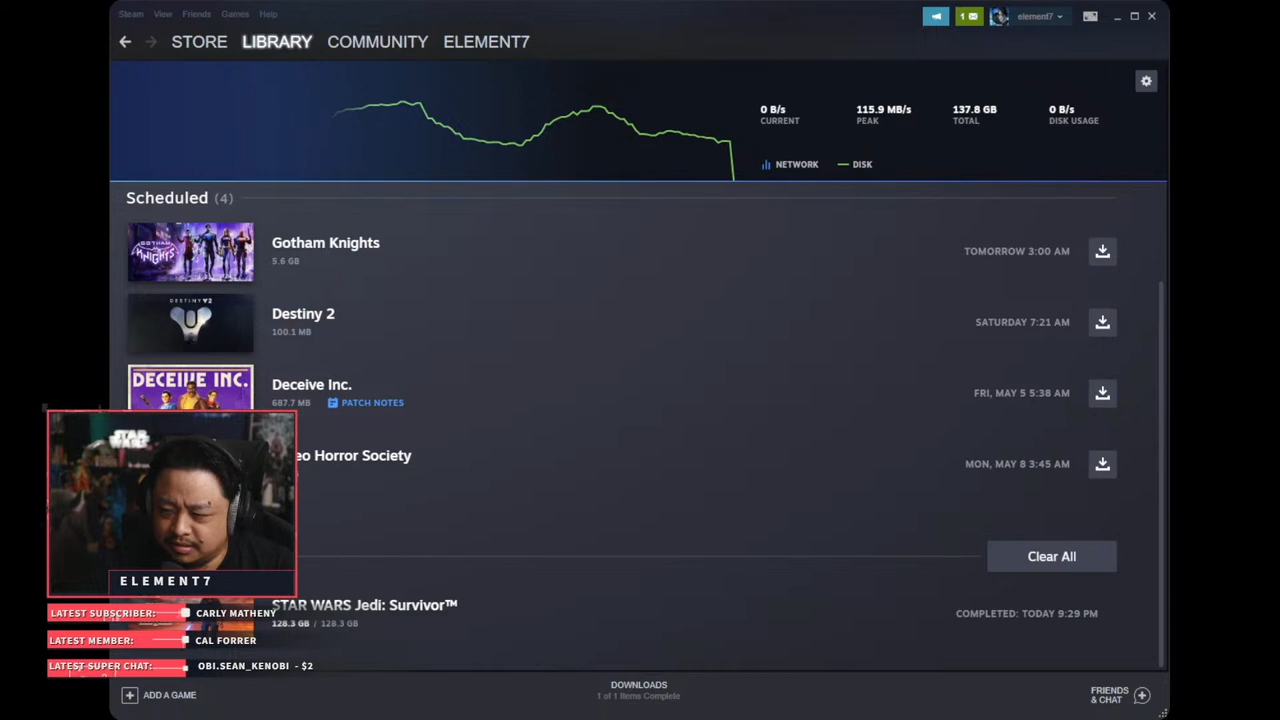 Steam View Friends Games Help
1
element7
STORE LIBRARY COMMUNITY ELEMENT7
0 B/s
CURRENT
115.9 MB/s
PEAK
137.8 GB
TOTAL
0 B/s
DISK USAGE
NETWORK
DISK
Scheduled (4)
GOTHAM KNIGHTS
Gotham Knights
5.6 GB
TOMORROW 3:00 AM
DESTINY 2
Destiny 2
100.1 MB
SATURDAY 7:21 AM
DECEIVE INC.
Deceive Inc.
687.7 MB
PATCH NOTES
FRI, MAY 5 5:38 AM
eo Horror Society
MON, MAY 8 3:45 AM
STAR WARS
Clear All
ELEMENT7
STAR WARS Jedi: Survivor™
128.3 GB / 128.3 GB
COMPLETED: TODAY 9:29 PM
LATEST SUBSCRIBER: CARLY MATHENY
LATEST MEMBER: CAL FORRER
LATEST SUPER CHAT: OBI.SEAN_KENOBI - $2
ADD A GAME
DOWNLOADS
1 of 1 Items Complete
FRIENDS
& CHAT